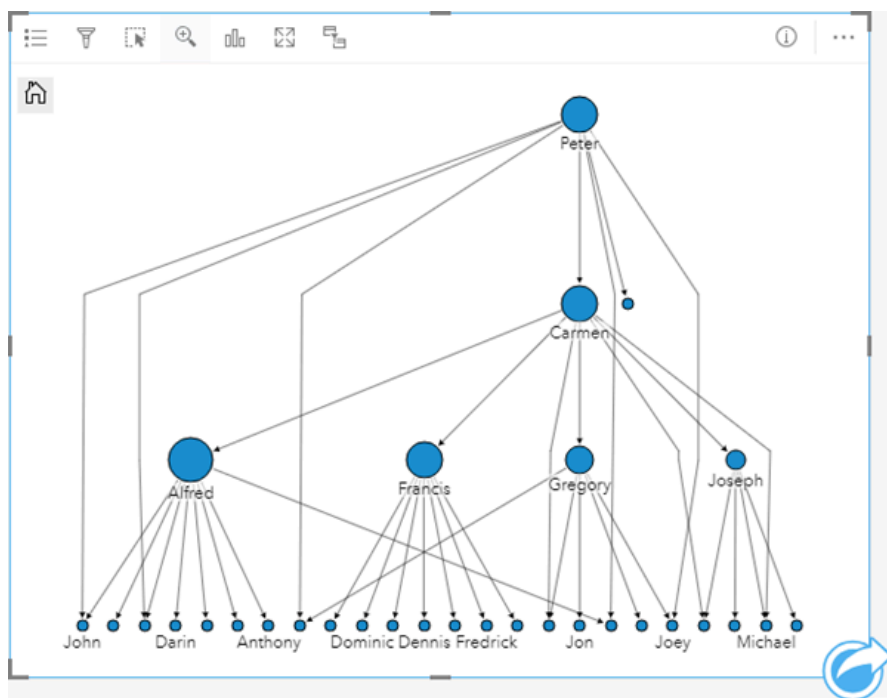 Peter
Carmen
Alfred
Francis
Gregory
Joseph
John Darin Anthony Dominic Dennis Fredrick Jon Joey Michael